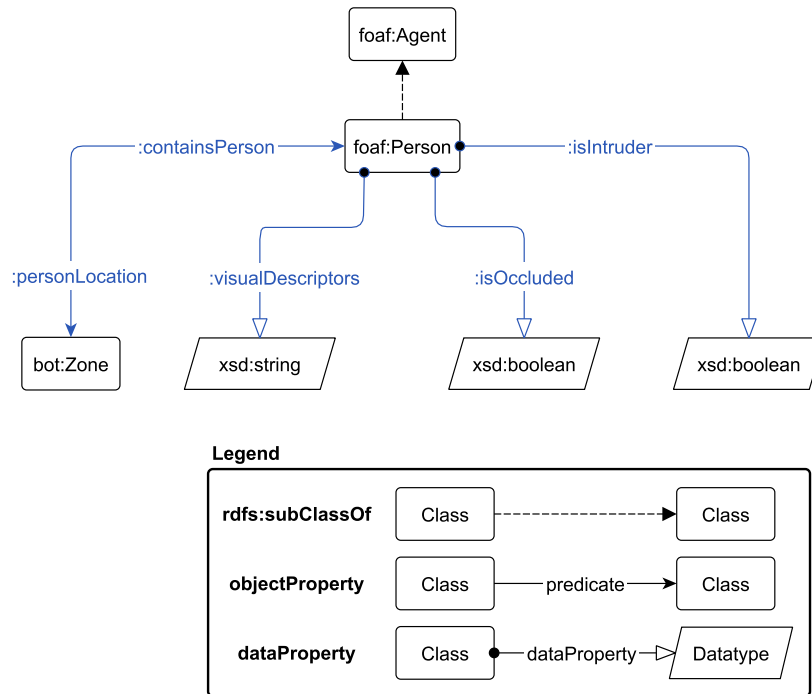 foaf:Agent
:containsPerson
foaf:Person
:isIntruder
:personLocation
:visualDescriptors
:isOccluded
bot:Zone
xsd:string
xsd:boolean
xsd:boolean
Legend
rdfs:subClassOf
Class
Class
objectProperty
Class
predicate
Class
dataProperty
Class
dataProperty
Datatype